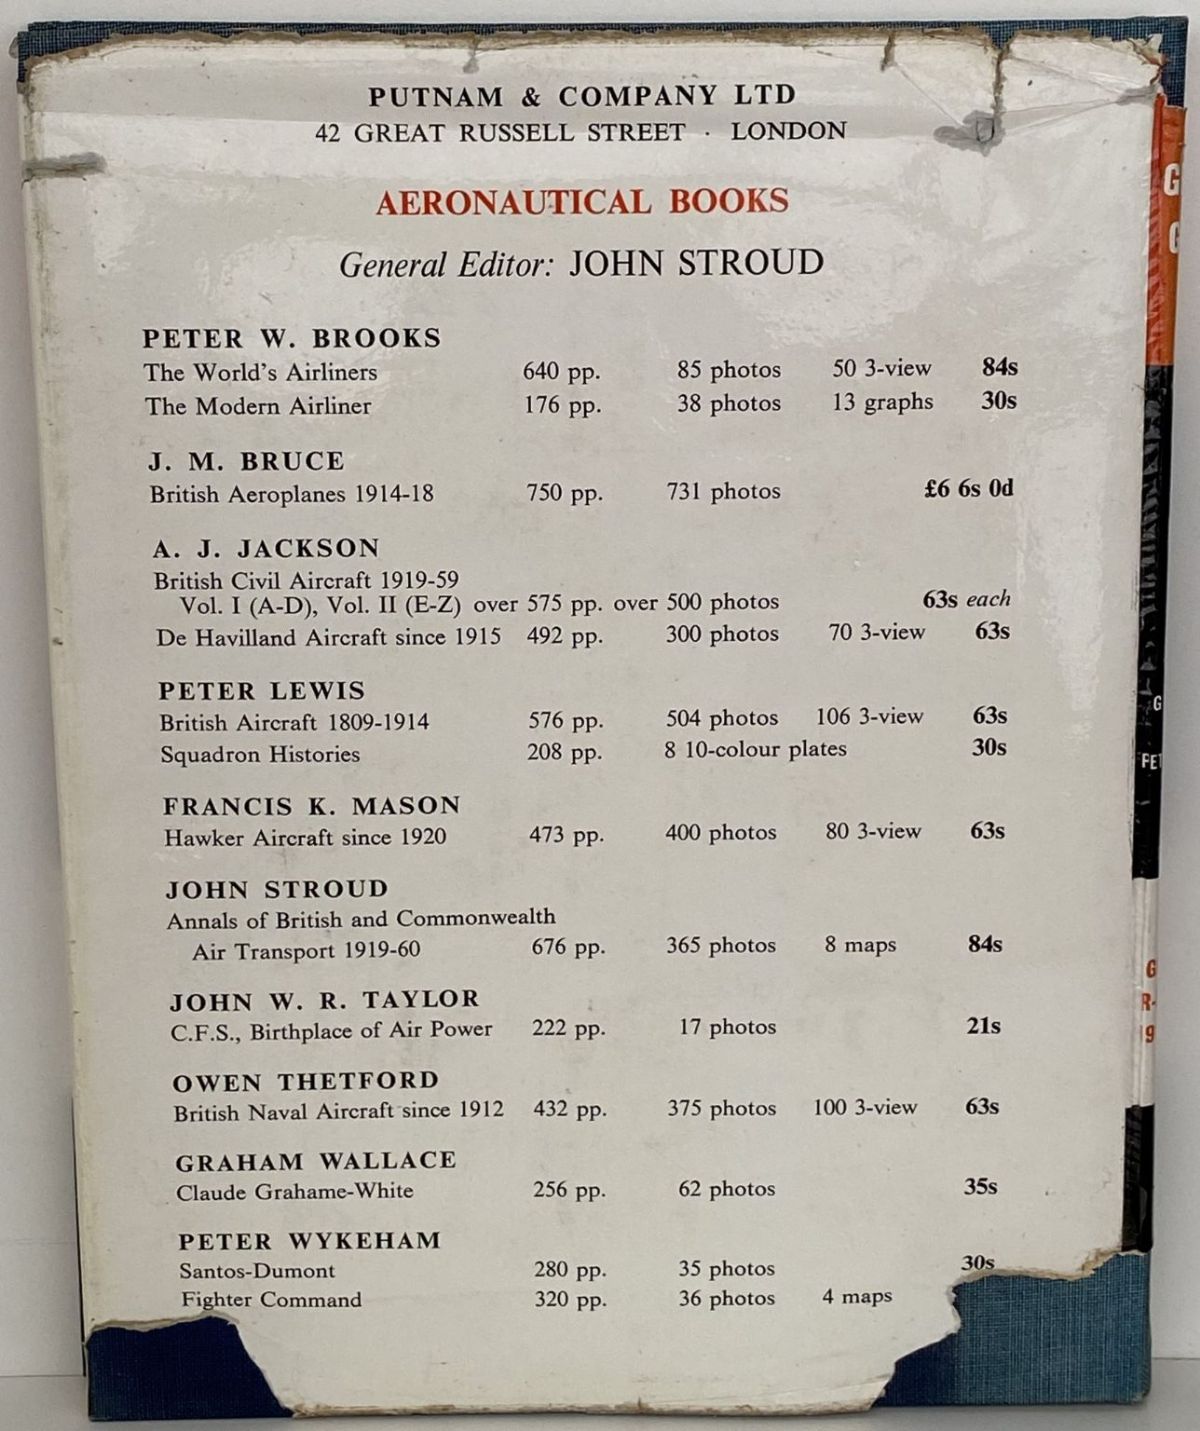 PUTNAM & COMPANY LTD
42 GREAT RUSSELL STREET · LONDON
AERONAUTICAL BOOKS
General Editor: JOHN STROUD
PETER W. BROOKS
The World's Airliners 640 pp. 85 photos 50 3-view 84s
The Modern Airliner 176 pp. 38 photos 13 graphs 30s
J. M. BRUCE
British Aeroplanes 1914-18 750 pp. 731 photos £6 6s 0d
A. J. JACKSON
British Civil Aircraft 1919-59
Vol. I (A-D), Vol. II (E-Z) over 575 pp. over 500 photos 63s each
De Havilland Aircraft since 1915 492 pp. 300 photos 70 3-view 63s
PETER LEWIS
British Aircraft 1809-1914 576 pp. 504 photos 106 3-view 63s
Squadron Histories 208 pp. 8 10-colour plates 30s
FRANCIS K. MASON
Hawker Aircraft since 1920 473 pp. 400 photos 80 3-view 63s
JOHN STROUD
Annals of British and Commonwealth
Air Transport 1919-60 676 pp. 365 photos 8 maps 84s
JOHN W. R. TAYLOR
C.F.S., Birthplace of Air Power 222 pp. 17 photos 21s
OWEN THETFORD
British Naval Aircraft since 1912 432 pp. 375 photos 100 3-view 63s
GRAHAM WALLACE
Claude Grahame-White 256 pp. 62 photos 35s
PETER WYKEHAM
Santos-Dumont 280 pp. 35 photos 30s
Fighter Command 320 pp. 36 photos 4 maps